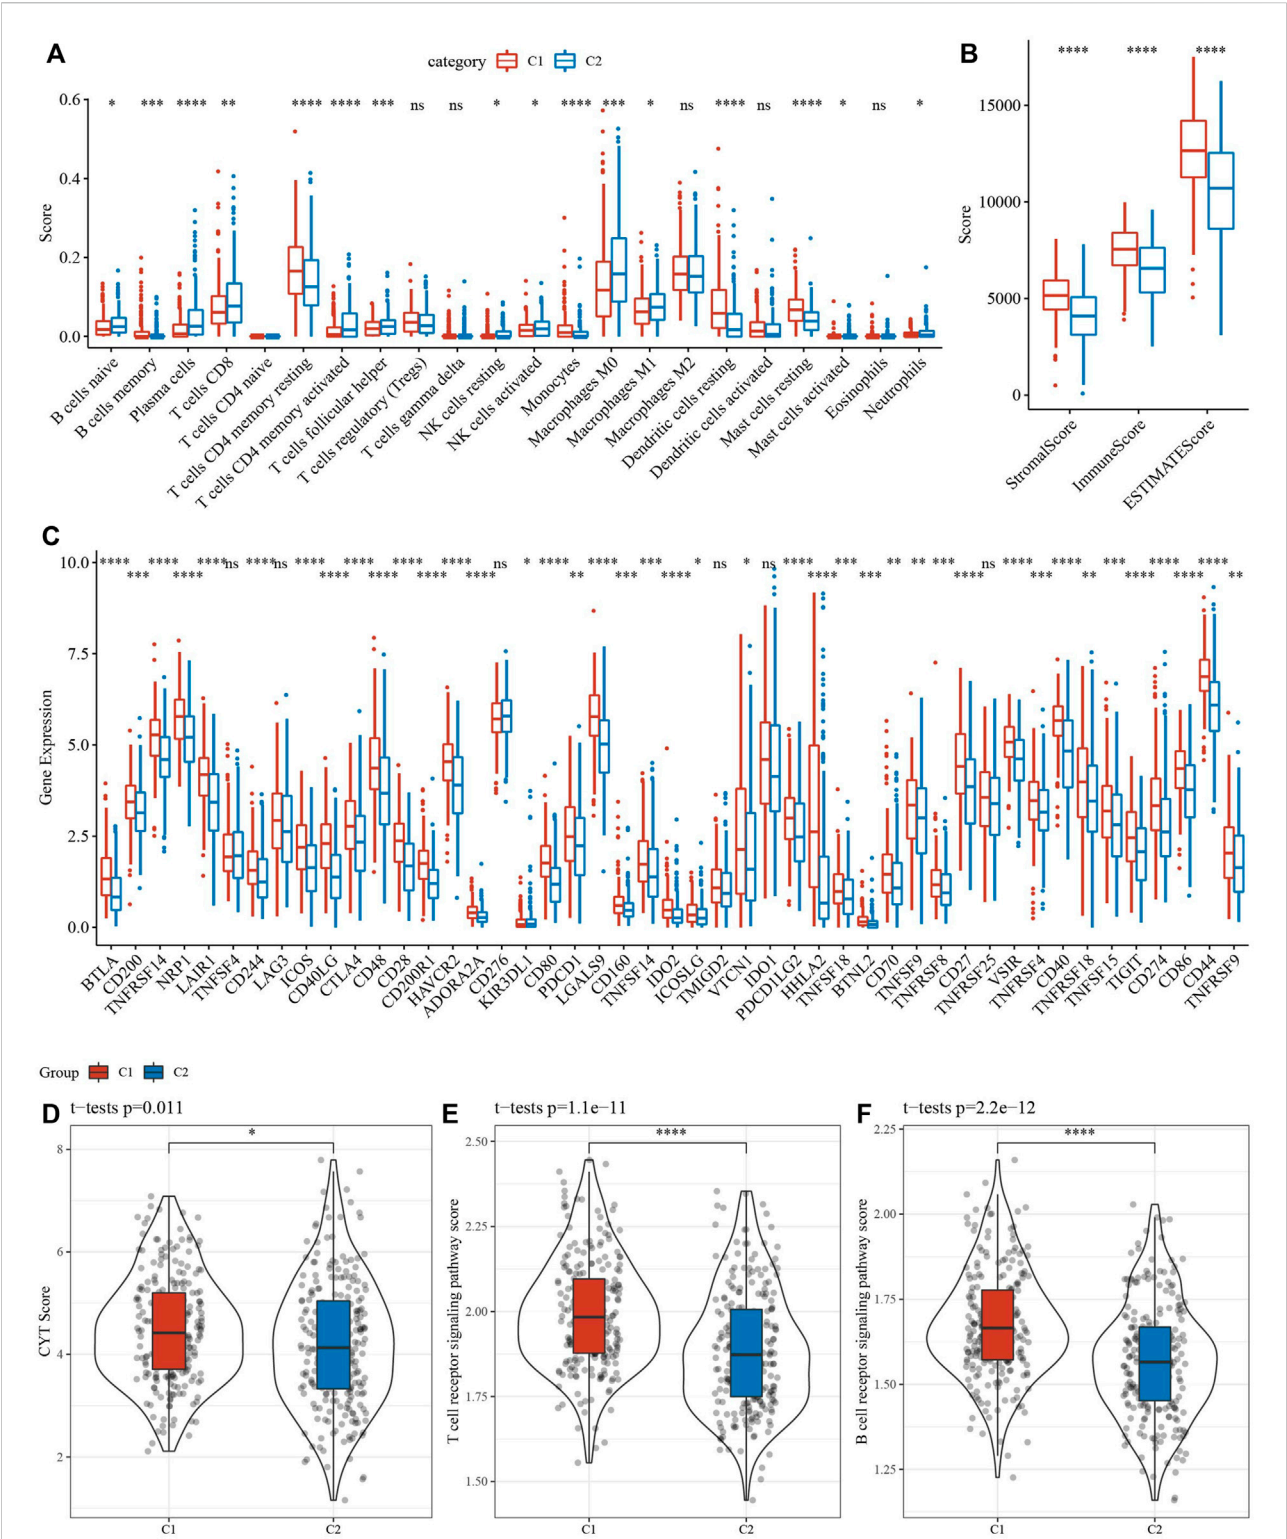 A
category C1 C2
* *** **** ** **** **** *** ns ns * * **** *** * ns **** ns **** * ns *
0.6
0.4
0.2
0.0
Score
B cells naive
B cells memory
Plasma cells
T cells CD8
T cells CD4 naive
T cells CD4 memory resting
T cells CD4 memory activated
T cells follicular helper
T cells regulatory (Tregs)
T cells gamma delta
NK cells resting
NK cells activated
Monocytes
Macrophages M0
Macrophages M1
Macrophages M2
Dendritic cells resting
Dendritic cells activated
Mast cells resting
Mast cells activated
Eosinophils
Neutrophils
B
**** **** ****
15000
10000
5000
0
Score
StromalScore
ImmuneScore
ESTIMATEScore
C
**** **** **** ns **** ns **** **** **** **** ns * **** **** *** * ns * ns **** *** ** ** *** ns **** **** *** **** ****
*** **** **** **** **** **** ** *** **** **** *** **** *** ** **** **** **
10.0
7.5
5.0
2.5
0.0
Gene Expression
BTLA
CD200
TNFRSF14
NRP1
LAIR1
TNFSF4
CD244
LAG3
ICOS
CD40LG
CTLA4
CD48
CD28
CD200R1
HAVCR2
ADORA2A
CD276
KIR3DL1
CD80
PDCD1
LGALS9
CD160
TNFSF14
IDO2
ICOSLG
TMIGD2
VTCN1
IDO1
PDCD1LG2
HHLA2
TNFSF18
BTNL2
CD70
TNFSF9
TNFRSF8
CD27
TNFRSF25
VSIR
TNFRSF4
CD40
TNFRSF18
TNFSF15
TIGIT
CD274
CD86
CD44
TNFRSF9
Group C1 C2
D
t−tests p=0.011
*
8
6
4
2
CYT Score
C1 C2
E
t−tests p=1.1e−11
****
2.50
2.25
2.00
1.75
1.50
T cell receptor signaling pathway score
C1 C2
F
t−tests p=2.2e−12
****
2.25
2.00
1.75
1.50
1.25
B cell receptor signaling pathway score
C1 C2